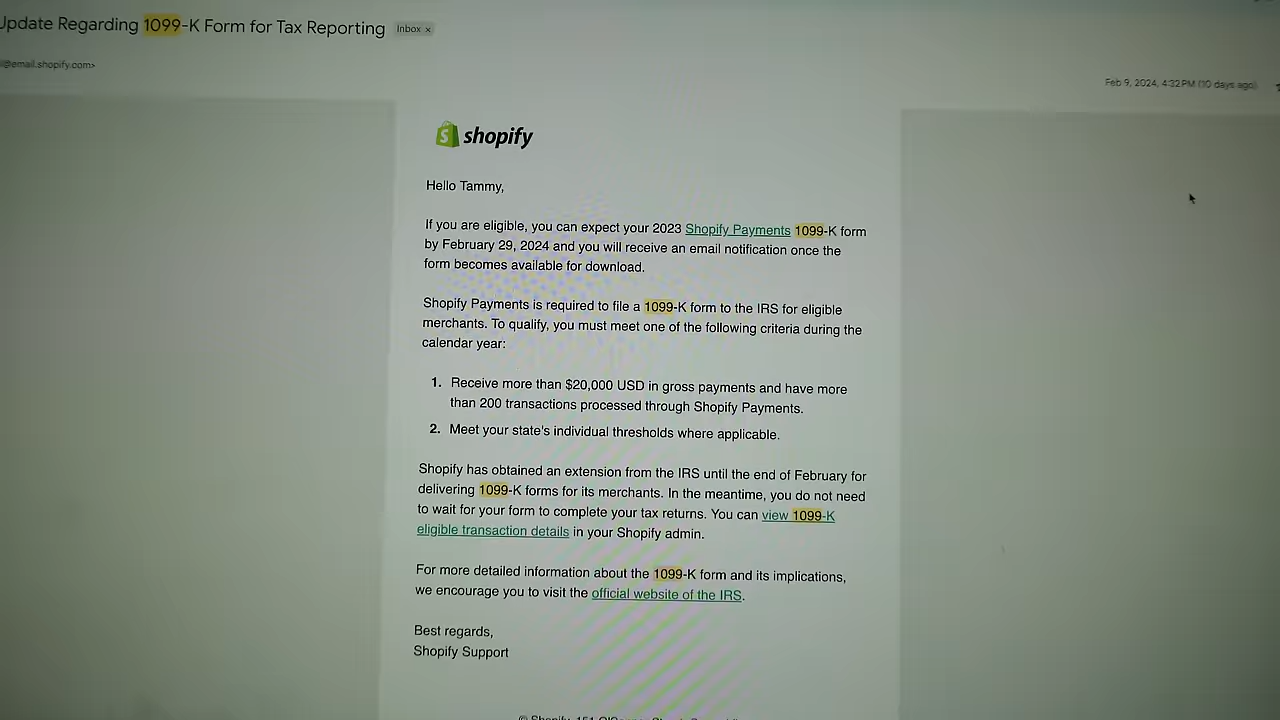 Update Regarding 1099-K Form for Tax Reporting Inbox ×
@email.shopify.com>
Feb 9, 2024, 4:32 PM (10 days ago)
shopify
Hello Tammy,
If you are eligible, you can expect your 2023 Shopify Payments 1099-K form
by February 29, 2024 and you will receive an email notification once the
form becomes available for download.
Shopify Payments is required to file a 1099-K form to the IRS for eligible
merchants. To qualify, you must meet one of the following criteria during the
calendar year:
1. Receive more than $20,000 USD in gross payments and have more
than 200 transactions processed through Shopify Payments.
2. Meet your state's individual thresholds where applicable.
Shopify has obtained an extension from the IRS until the end of February for
delivering 1099-K forms for its merchants. In the meantime, you do not need
to wait for your form to complete your tax returns. You can view 1099-K
eligible transaction details in your Shopify admin.
For more detailed information about the 1099-K form and its implications,
we encourage you to visit the official website of the IRS.
Best regards,
Shopify Support
© Shopify, 151